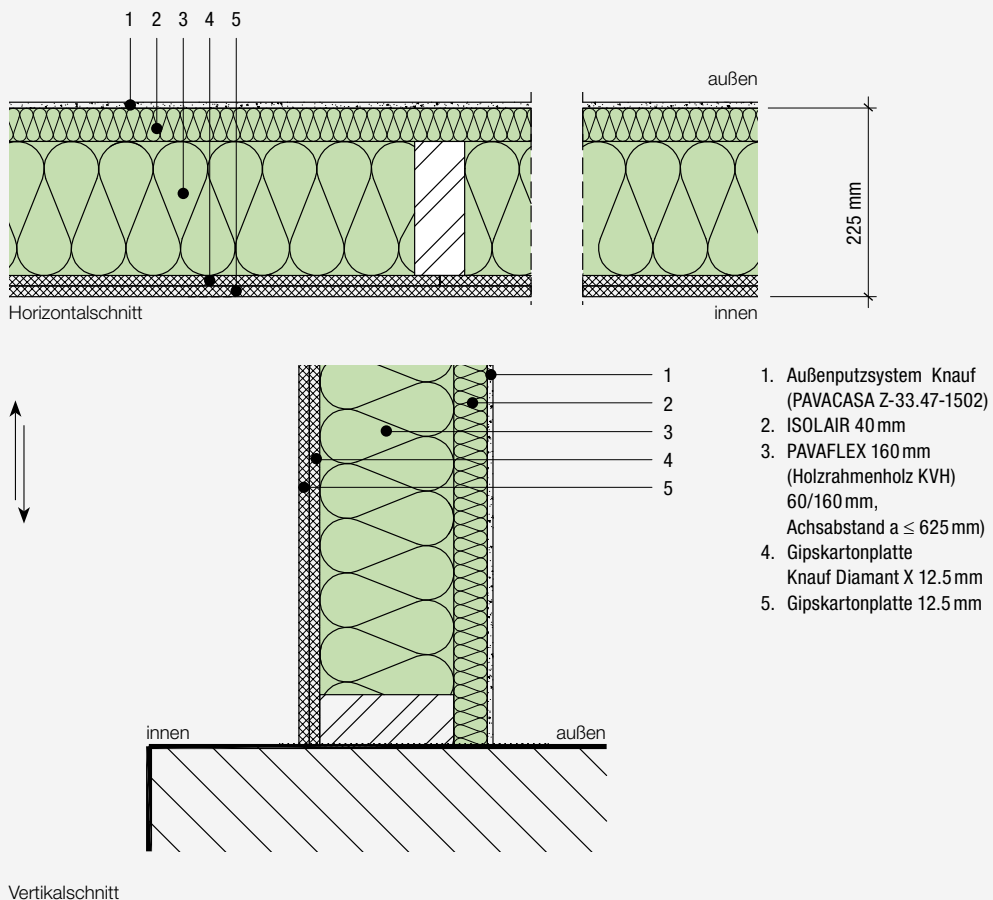 1 2 3 4 5
außen
225 mm
Horizontalschnitt
innen
1
2
3
4
5
1. Außenputzsystem Knauf
(PAVACASA Z-33.47-1502)
2. ISOLAIR 40 mm
3. PAVAFLEX 160 mm
(Holzrahmenholz KVH)
60/160 mm,
Achsabstand a ≤ 625 mm)
4. Gipskartonplatte
Knauf Diamant X 12.5 mm
5. Gipskartonplatte 12.5 mm
innen
außen
Vertikalschnitt